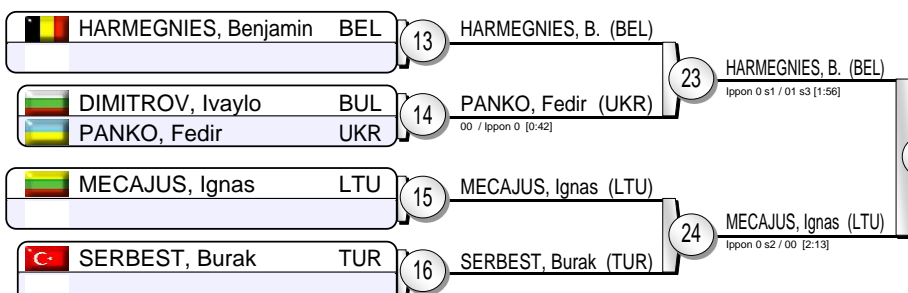 HARMEGNIES, Benjamin BEL
13
HARMEGNIES, B. (BEL)
DIMITROV, Ivaylo BUL
PANKO, Fedir UKR
14
PANKO, Fedir (UKR)
00 / Ippon 0 [0:42]
23
HARMEGNIES, B. (BEL)
Ippon 0 s1 / 01 s3 [1:56]
MECAJUS, Ignas LTU
15
MECAJUS, Ignas (LTU)
SERBEST, Burak TUR
16
SERBEST, Burak (TUR)
24
MECAJUS, Ignas (LTU)
Ippon 0 s2 / 00 [2:13]